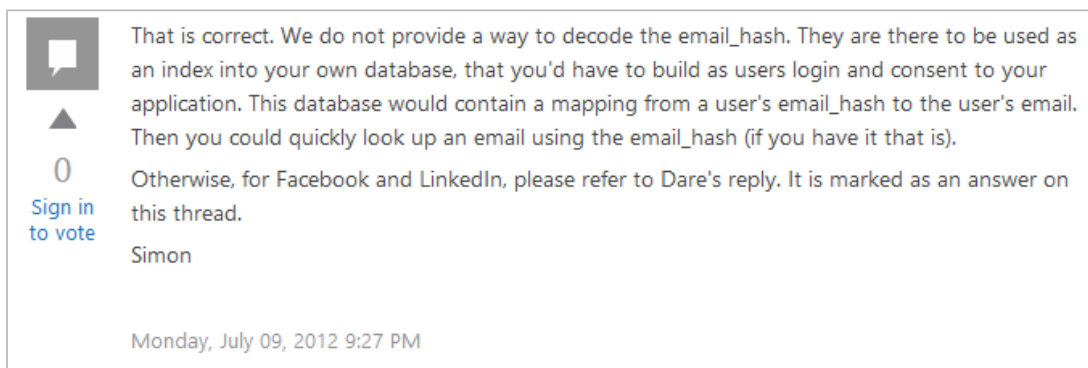 That is correct. We do not provide a way to decode the email_hash. They are there to be used as
an index into your own database, that you'd have to build as users login and consent to your
application. This database would contain a mapping from a user's email_hash to the user's email.
Then you could quickly look up an email using the email_hash (if you have it that is).
0
Sign in
to vote
Otherwise, for Facebook and LinkedIn, please refer to Dare's reply. It is marked as an answer on
this thread.
Simon
Monday, July 09, 2012 9:27 PM